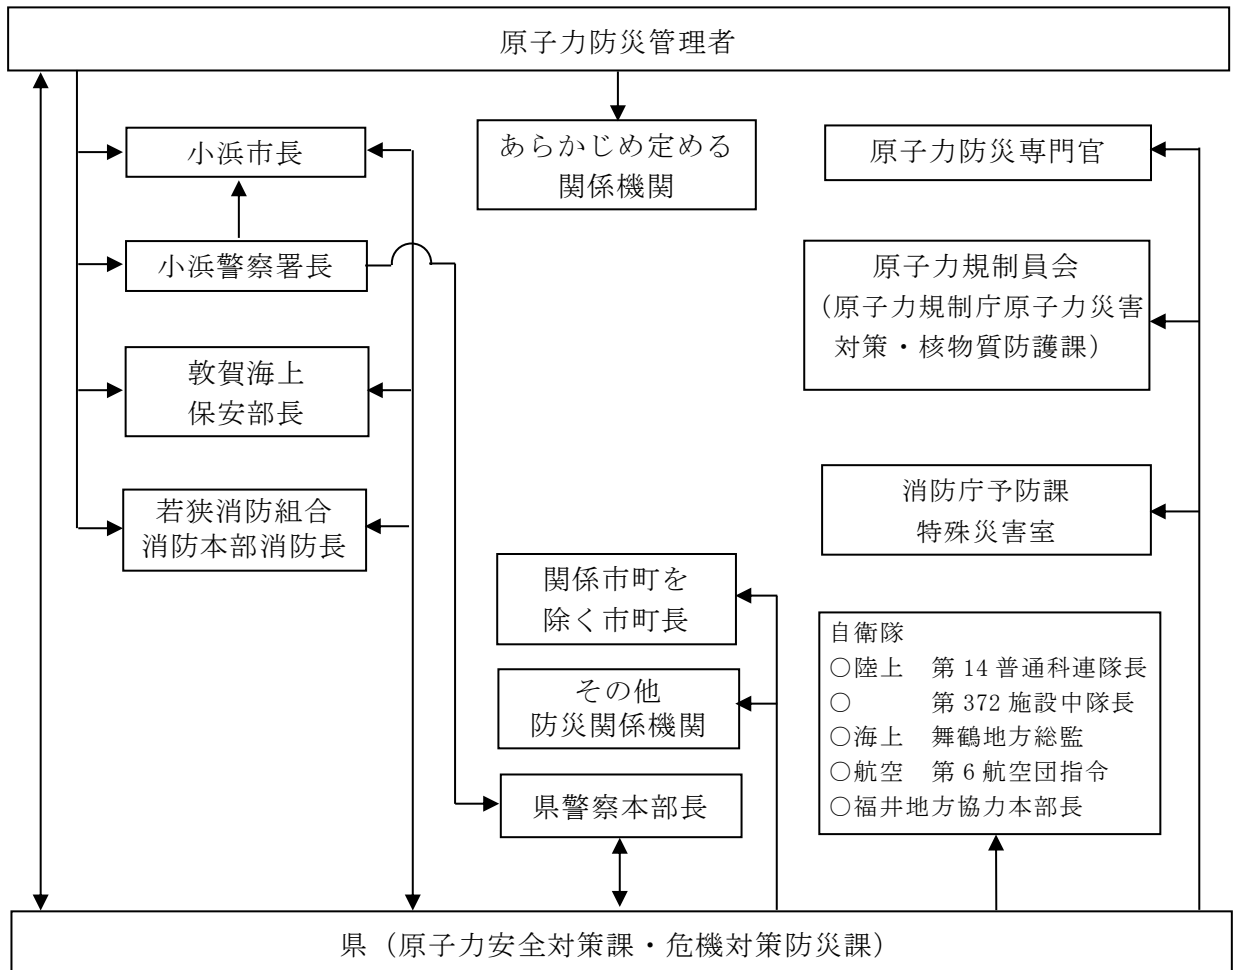 原子力防災管理者
小浜市長
あらかじめ定める
関係機関
原子力防災専門官
小浜警察署長
原子力規制員会
(原子力規制庁原子力災害
対策・核物質防護課)
敦賀海上
保安部長
若狭消防組合
消防本部消防長
消防庁予防課
特殊災害室
関係市町を
除く市町長
その他
防災関係機関
県警察本部長
自衛隊
○陸上　第 14 普通科連隊長
○　　　第 372 施設中隊長
○海上　舞鶴地方総監
○航空　第 6 航空団指令
○福井地方協力本部長
県（原子力安全対策課・危機対策防災課）